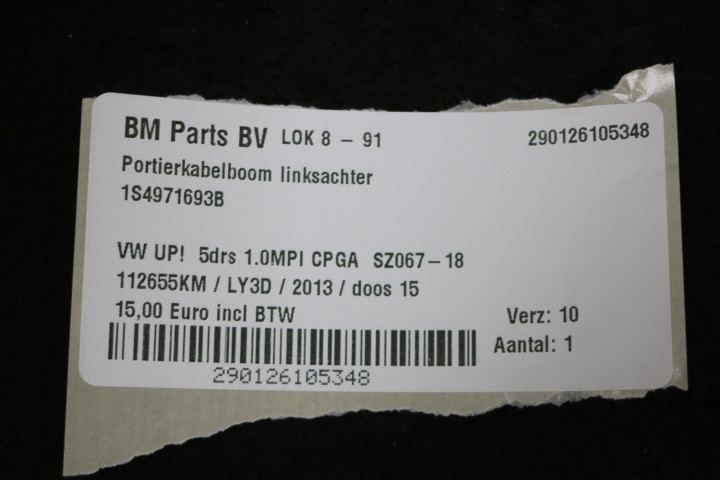 BM Parts BV LOK 8 - 91 290126105348
Portierkabelboom linksachter
1S4971693B
VW UP! 5drs 1.0MPI CPGA SZ067-18
112655KM / LY3D / 2013 / doos 15
15,00 Euro incl BTW Verz: 10
Aantal: 1
290126105348